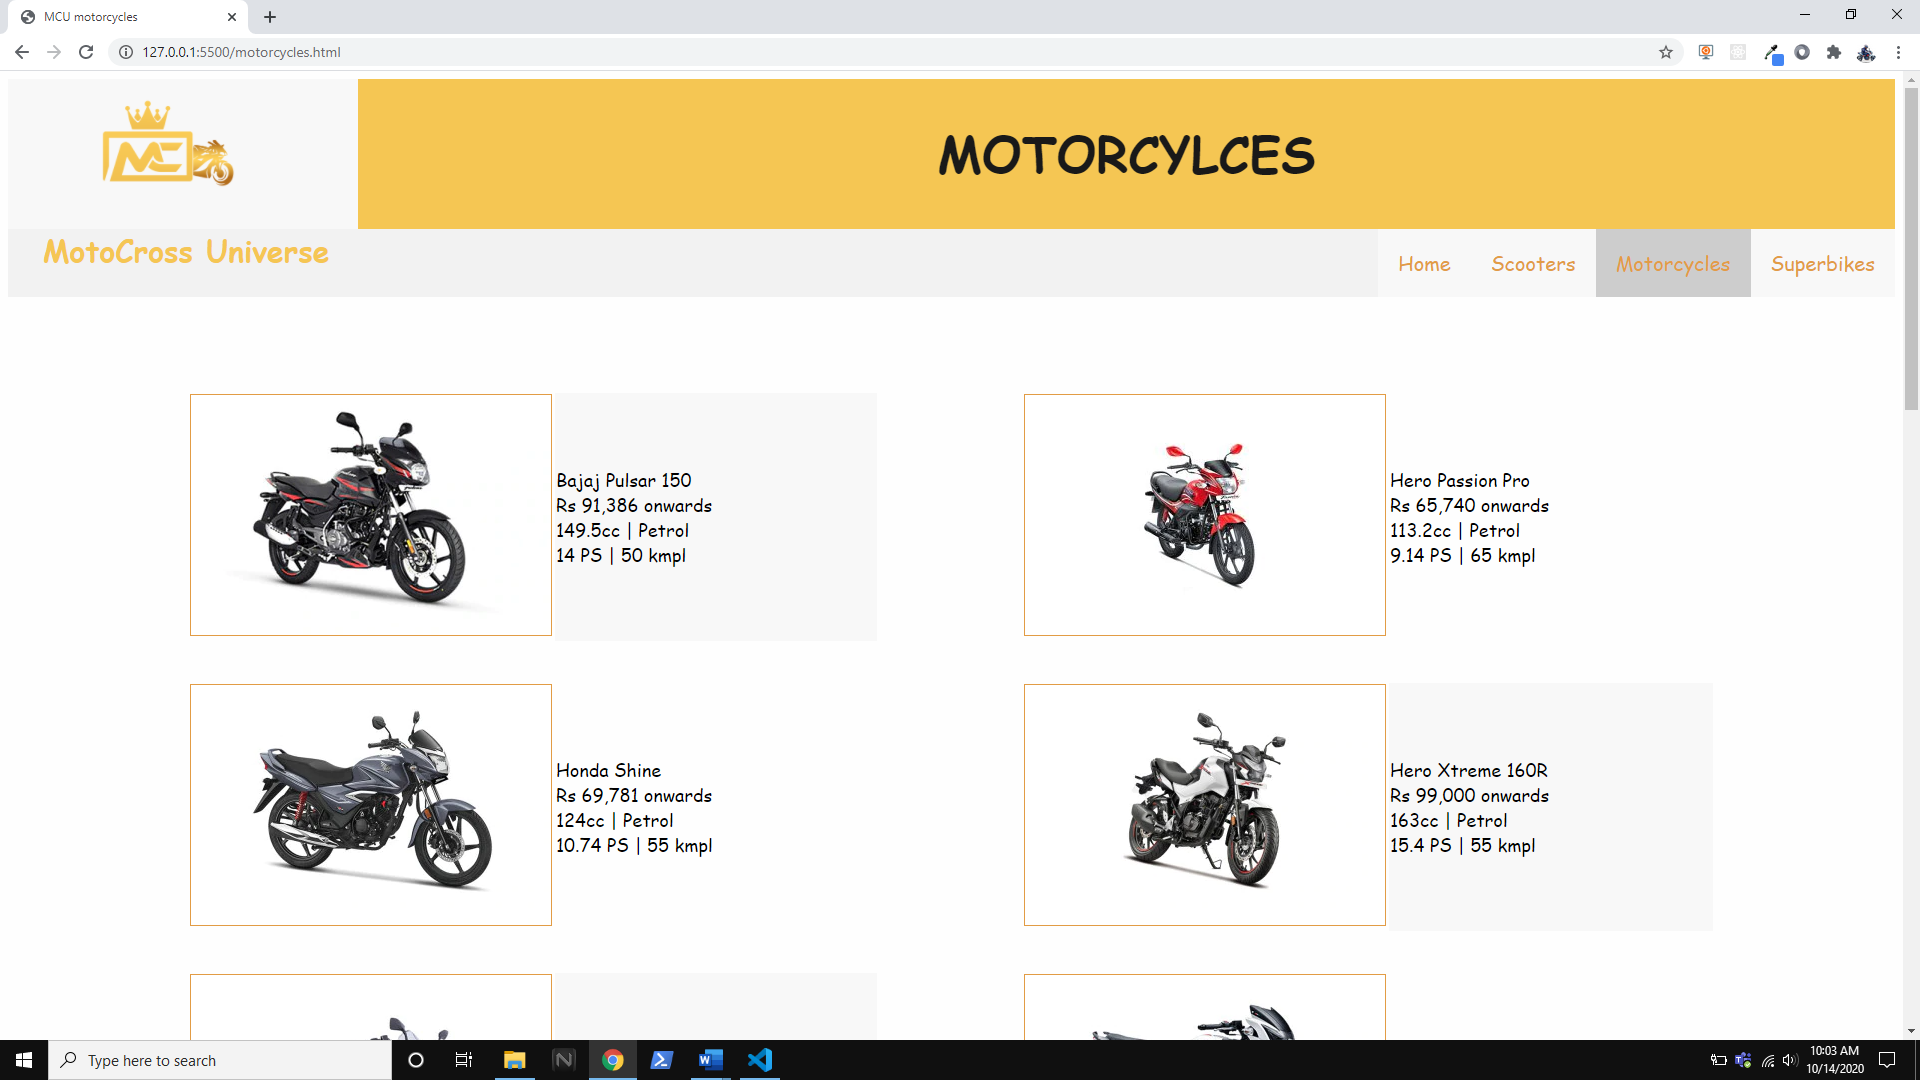 MCU motorcycles
127.0.0.1:5500/motorcycles.html
MC
MOTORCYLCES
MotoCross Universe
Home
Scooters
Motorcycles
Superbikes
Bajaj Pulsar 150
Rs 91,386 onwards
149.5cc | Petrol
14 PS | 50 kmpl
Hero Passion Pro
Rs 65,740 onwards
113.2cc | Petrol
9.14 PS | 65 kmpl
Honda Shine
Rs 69,781 onwards
124cc | Petrol
10.74 PS | 55 kmpl
Hero Xtreme 160R
Rs 99,000 onwards
163cc | Petrol
15.4 PS | 55 kmpl
Type here to search
10:03 AM
10/14/2020